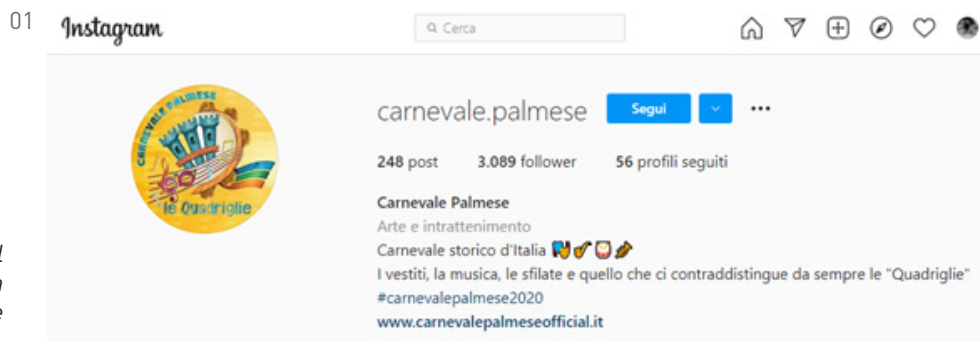 01
Instagram
Cerca
carnevale.palmese Segui
CARNEVALE PALMESE
"le Quadriglie
248 post 3.089 follower 56 profili seguiti
Carnevale Palmese
Arte e intrattenimento
Carnevale storico d'Italia
I vestiti, la musica, le sfilate e quello che ci contraddistingue da sempre le "Quadriglie"
#carnevalepalmese2020
www.carnevalepalmeseofficial.it